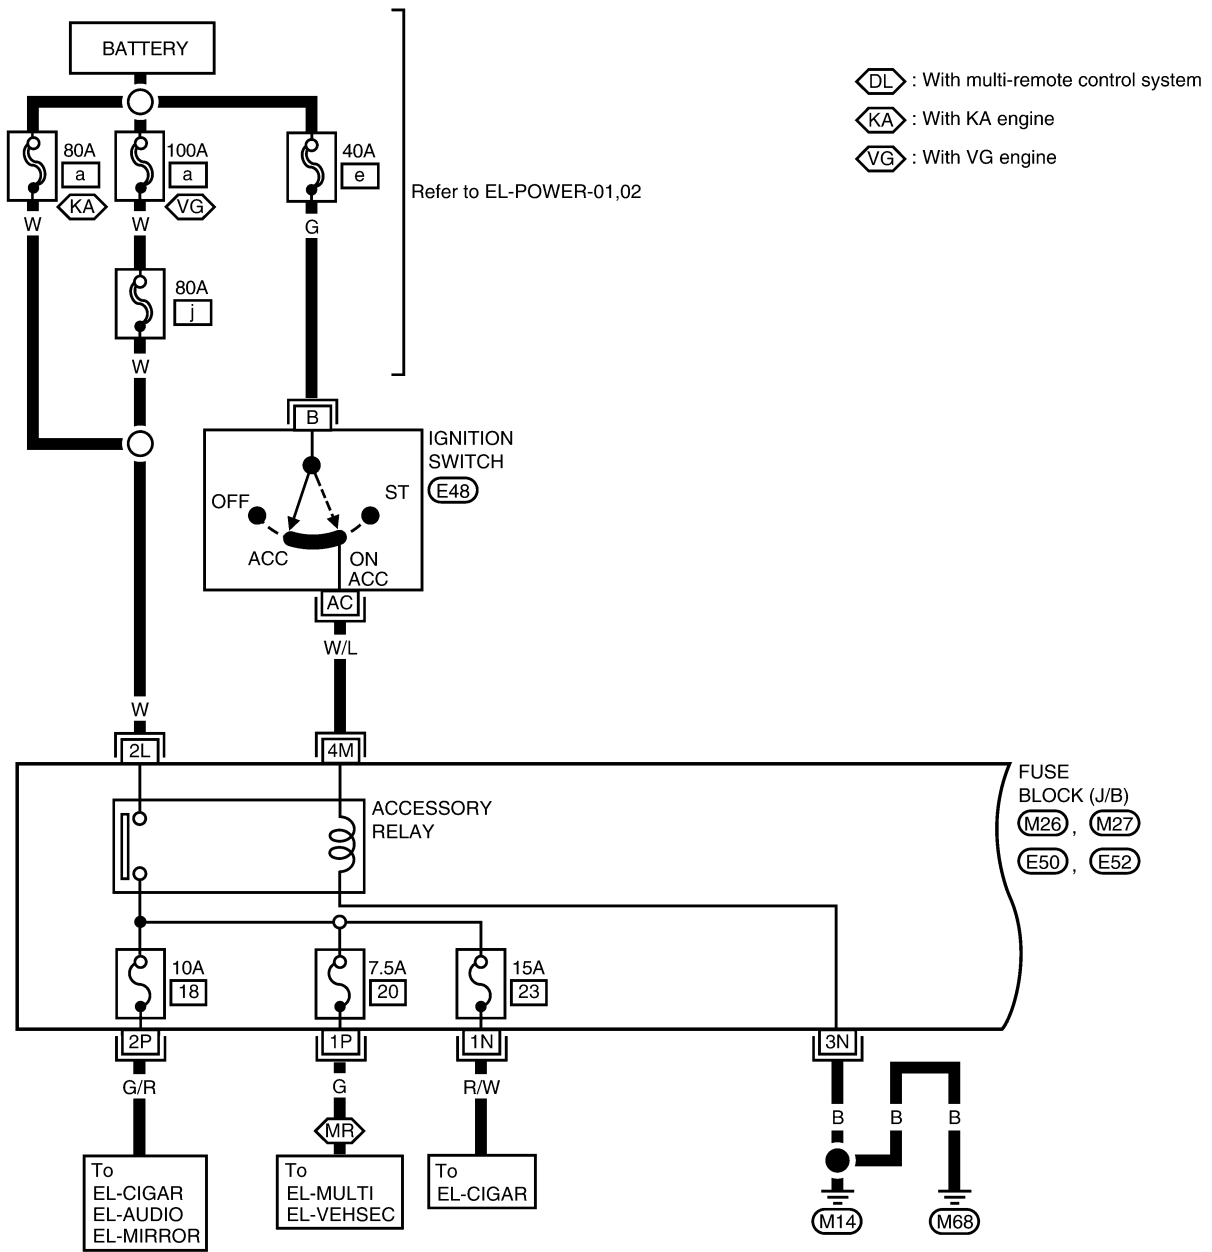 BATTERY
DL : With multi-remote control system
KA : With KA engine
VG : With VG engine
80A
a
KA
100A
a
VG
40A
e
Refer to EL-POWER-01,02
W
W
G
80A
j
W
B
IGNITION
SWITCH
E48
OFF
ST
ACC
ON
ACC
AC
W/L
W
2L
4M
FUSE
BLOCK (J/B)
M26 , M27
E50 , E52
ACCESSORY
RELAY
10A
18
7.5A
20
15A
23
2P
1P
1N
3N
G/R
G
R/W
MR
B
B
B
To
EL-CIGAR
EL-AUDIO
EL-MIRROR
To
EL-MULTI
EL-VEHSEC
To
EL-CIGAR
M14
M68